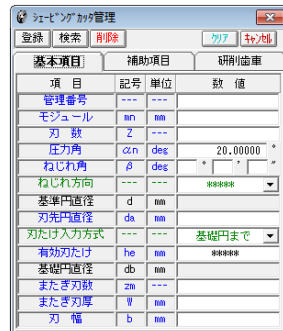 ｼｪｰﾋﾞﾝｸﾞｶｯﾀ管理
登録 検索 削除 ｸﾘｱ ｷｬﾝｾﾙ
基本項目 補助項目 研削歯車
項 目 記号 単位 数 値
管理番号 --- ---
モジュール mn mm
刃 数 Z ---
圧力角 αn deg 20.00000 °
ねじれ角 β deg ° ' "
ねじれ方向 --- --- *****
基準円直径 d mm
刃先円直径 da mm
刃たけ入力方式 --- --- 基礎円まで
有効刃たけ he mm *****
基礎円直径 db mm
またぎ刃数 zm ---
またぎ刃厚 W mm
刃 幅 b mm